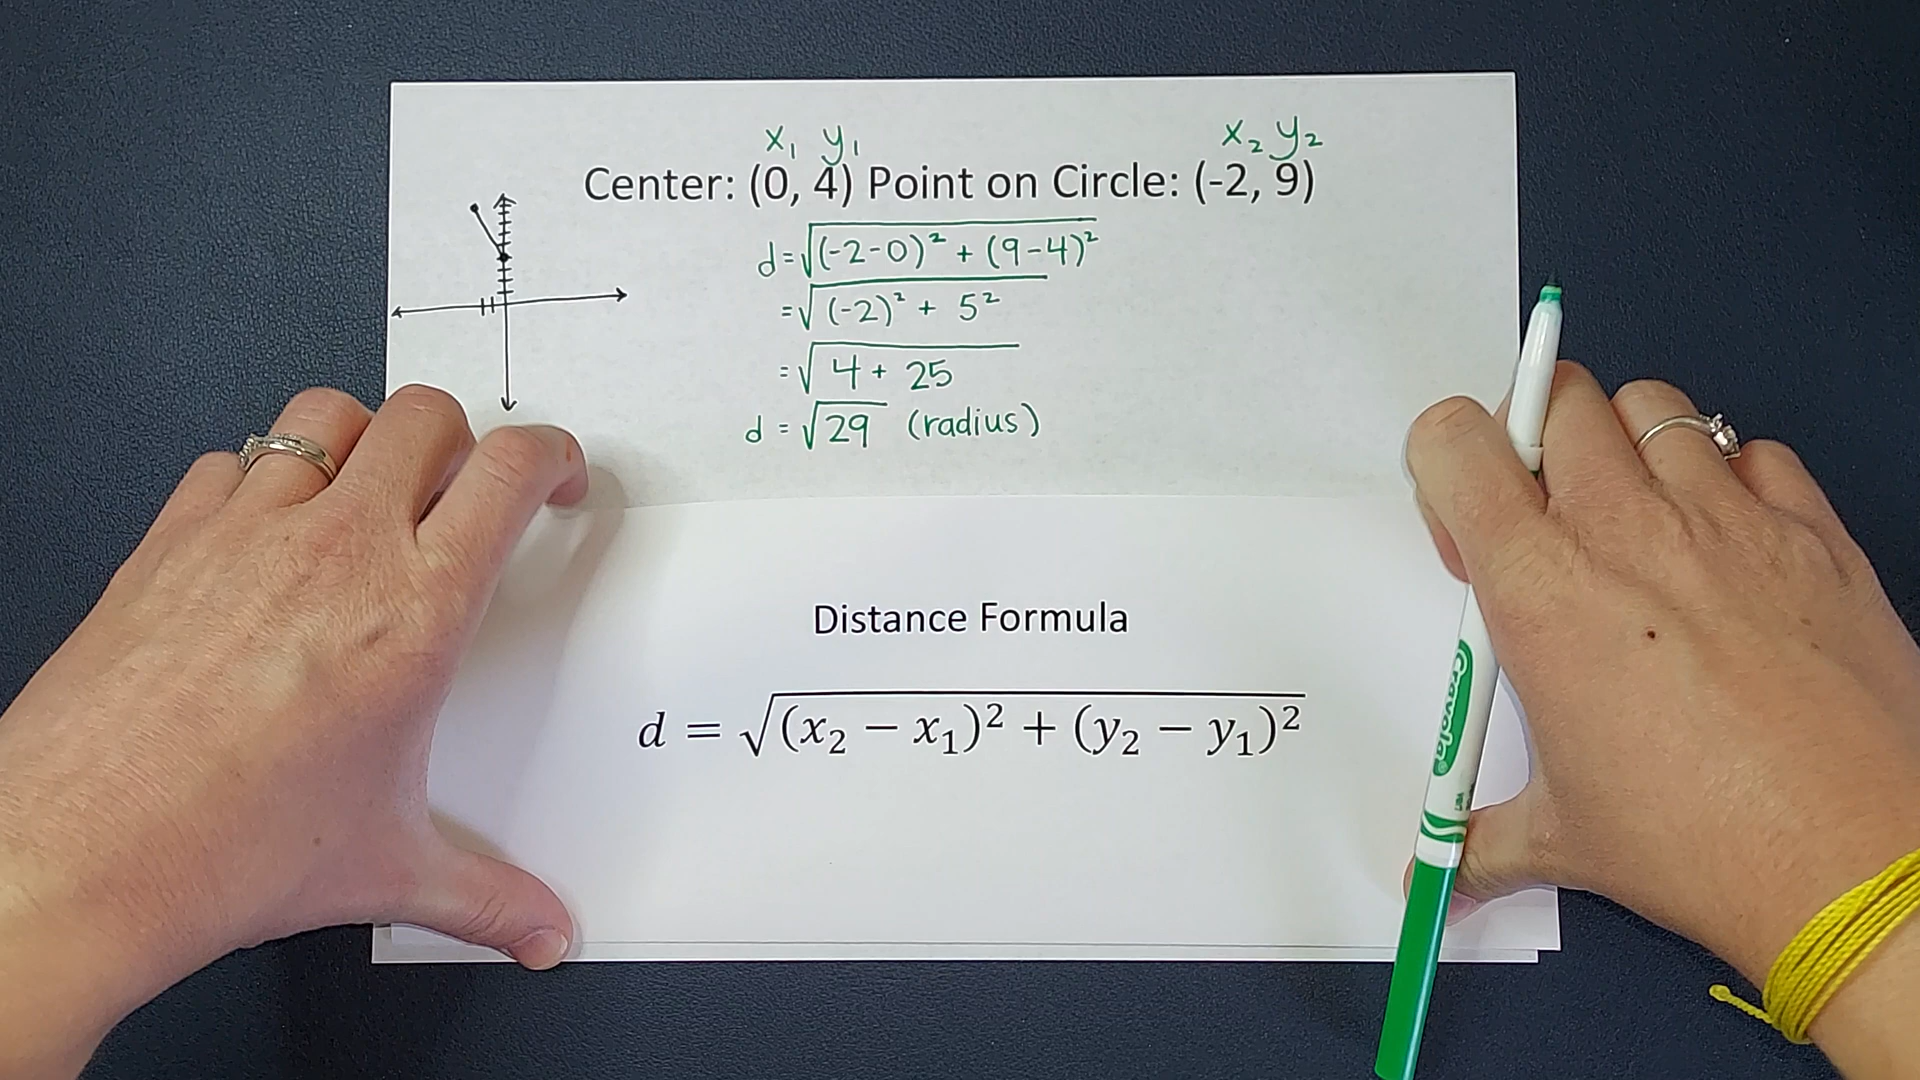 x₁ y₁ x₂ y₂
Center: (0, 4) Point on Circle: (-2, 9)
d = √(-2-0)² + (9-4)²
= √(-2)² + 5²
= √4 + 25
d = √29 (radius)
Distance Formula
d = √(x₂ − x₁)² + (y₂ − y₁)²
Crayola